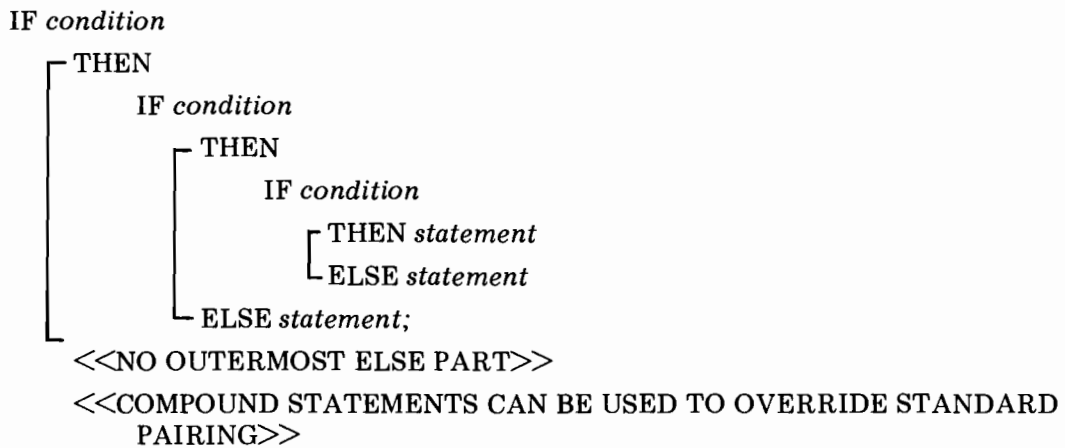 IF condition
THEN
IF condition
THEN
IF condition
THEN statement
ELSE statement
ELSE statement;
<<NO OUTERMOST ELSE PART>>
<<COMPOUND STATEMENTS CAN BE USED TO OVERRIDE STANDARD
PAIRING>>